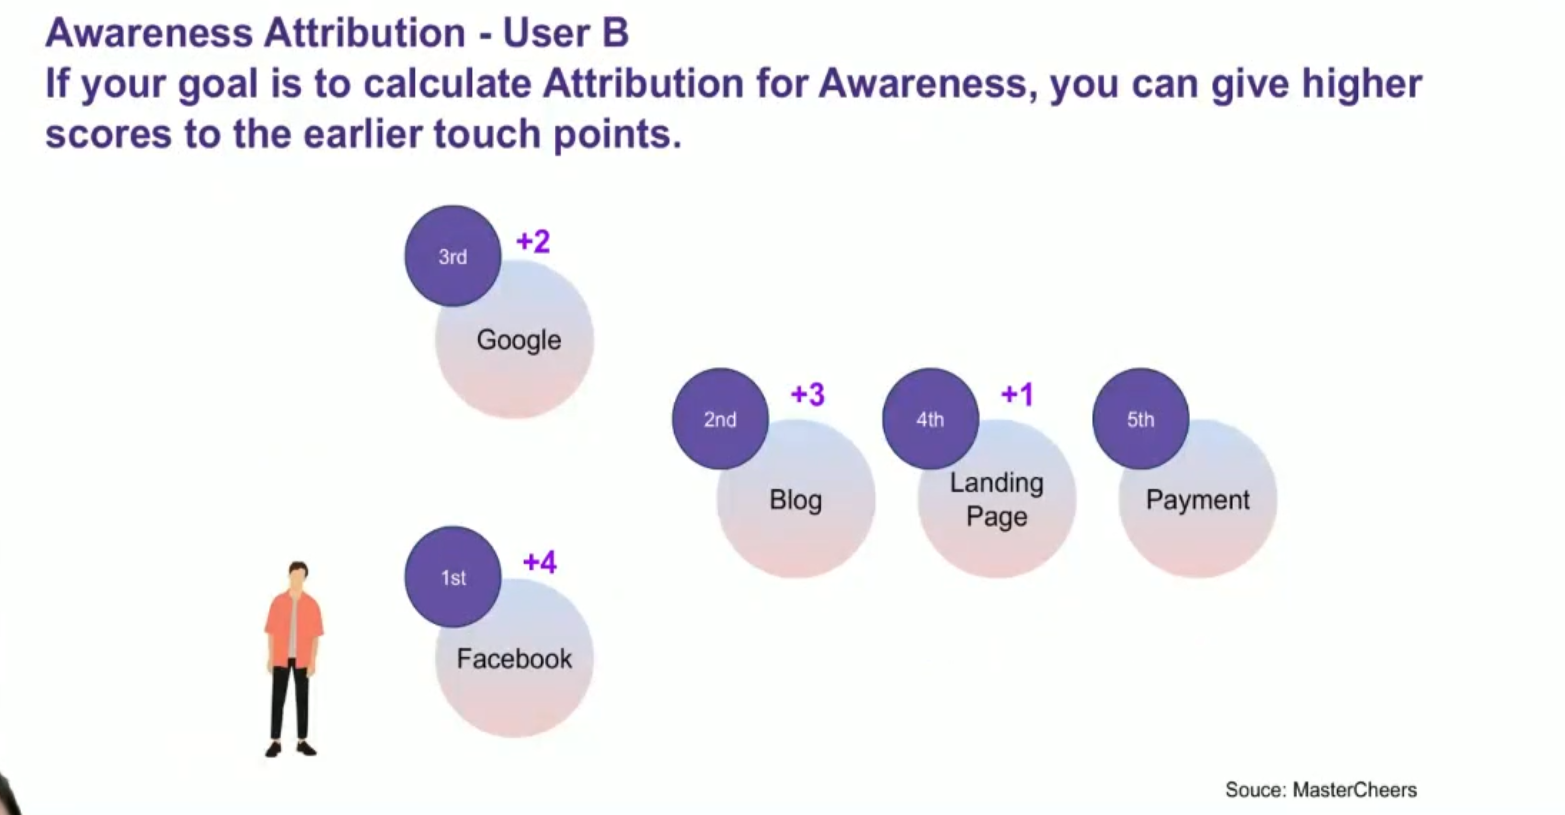 Awareness Attribution - User B
If your goal is to calculate Attribution for Awareness, you can give higher
scores to the earlier touch points.
3rd
+2
Google
2nd
+3
Blog
4th
+1
Landing
Page
5th
Payment
1st
+4
Facebook
Souce: MasterCheers